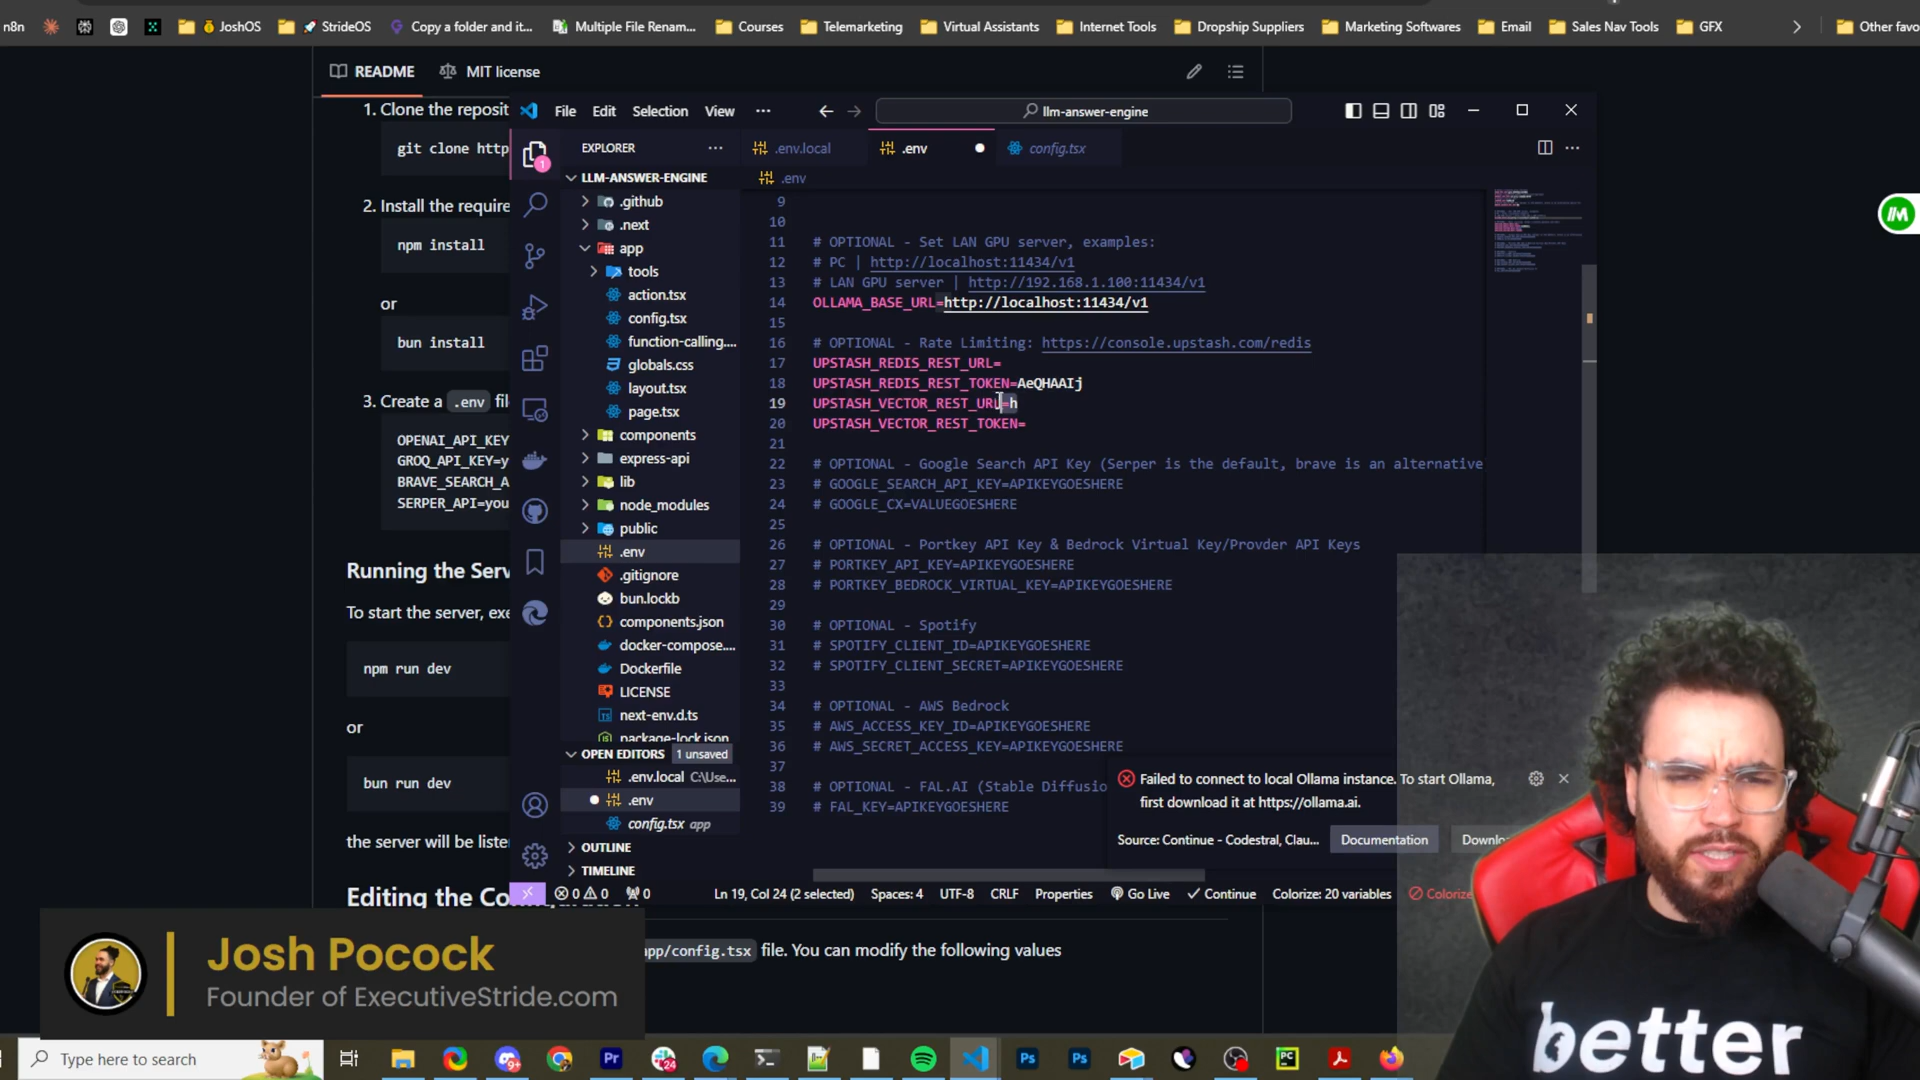 n8n JoshOS StrideOS Copy a folder and it... Multiple File Renam... Courses Telemarketing Virtual Assistants Internet Tools Dropship Suppliers Marketing Softwares Email Sales Nav Tools GFX Other favo
README MIT license
1. Clone the reposit
git clone http
2. Install the require
npm install
or
bun install
3. Create a .env fil
OPENAI_API_KEY
GROQ_API_KEY=y
BRAVE_SEARCH_A
SERPER_API=you
Running the Serv
To start the server, exe
npm run dev
or
bun run dev
the server will be liste
Editing the Co
app/config.tsx file. You can modify the following values
File Edit Selection View ... llm-answer-engine
EXPLORER ...
LLM-ANSWER-ENGINE
.github
.next
app
tools
action.tsx
config.tsx
function-calling....
globals.css
layout.tsx
page.tsx
components
express-api
lib
node_modules
public
.env
.gitignore
bun.lockb
components.json
docker-compose....
Dockerfile
LICENSE
next-env.d.ts
package-lock.json
OPEN EDITORS 1 unsaved
.env.local C:\Use...
.env
config.tsx app
OUTLINE
TIMELINE
.env.local .env config.tsx
.env
9
10
11 # OPTIONAL - Set LAN GPU server, examples:
12 # PC | http://localhost:11434/v1
13 # LAN GPU server | http://192.168.1.100:11434/v1
14 OLLAMA_BASE_URL=http://localhost:11434/v1
15
16 # OPTIONAL - Rate Limiting: https://console.upstash.com/redis
17 UPSTASH_REDIS_REST_URL=
18 UPSTASH_REDIS_REST_TOKEN=AeQHAAIj
19 UPSTASH_VECTOR_REST_URL=h
20 UPSTASH_VECTOR_REST_TOKEN=
21
22 # OPTIONAL - Google Search API Key (Serper is the default, brave is an alternative
23 # GOOGLE_SEARCH_API_KEY=APIKEYGOESHERE
24 # GOOGLE_CX=VALUEGOESHERE
25
26 # OPTIONAL - Portkey API Key & Bedrock Virtual Key/Provder API Keys
27 # PORTKEY_API_KEY=APIKEYGOESHERE
28 # PORTKEY_BEDROCK_VIRTUAL_KEY=APIKEYGOESHERE
29
30 # OPTIONAL - Spotify
31 # SPOTIFY_CLIENT_ID=APIKEYGOESHERE
32 # SPOTIFY_CLIENT_SECRET=APIKEYGOESHERE
33
34 # OPTIONAL - AWS Bedrock
35 # AWS_ACCESS_KEY_ID=APIKEYGOESHERE
36 # AWS_SECRET_ACCESS_KEY=APIKEYGOESHERE
37
38 # OPTIONAL - FAL.AI (Stable Diffusio
39 # FAL_KEY=APIKEYGOESHERE
Failed to connect to local Ollama instance. To start Ollama,
first download it at https://ollama.ai.
Source: Continue - Codestral, Clau... Documentation Downlo
0 0 0 Ln 19, Col 24 (2 selected) Spaces: 4 UTF-8 CRLF Properties Go Live Continue Colorize: 20 variables Colorize
Josh Pocock
Founder of ExecutiveStride.com
better
Type here to search